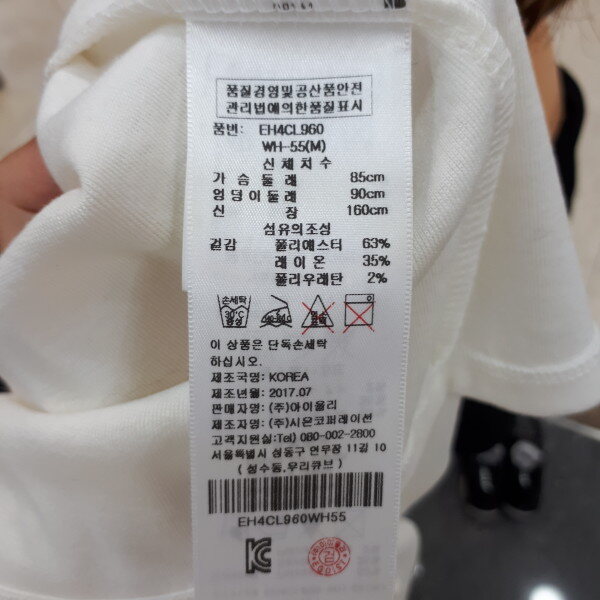 품질경영및공산품안전
관리법에의한품질표시
품번: EH4CL960
WH-55(M)
신체치수
가슴둘레 85cm
엉덩이둘레 90cm
신장 160cm
섬유의조성
겉감 폴리에스터 63%
레이온 35%
폴리우레탄 2%
손세탁
30℃
중성
이 상품은 단독손세탁
하십시오.
제조국명: KOREA
제조년월: 2017.07
판매자명: (주)아이올리
제조자명: (주)시은코퍼레이션
고객지원실:Tel) 080-002-2800
서울특별시 성동구 연무장 11길 10
(성수동,우리큐브)
EH4CL960WH55
EGOIST